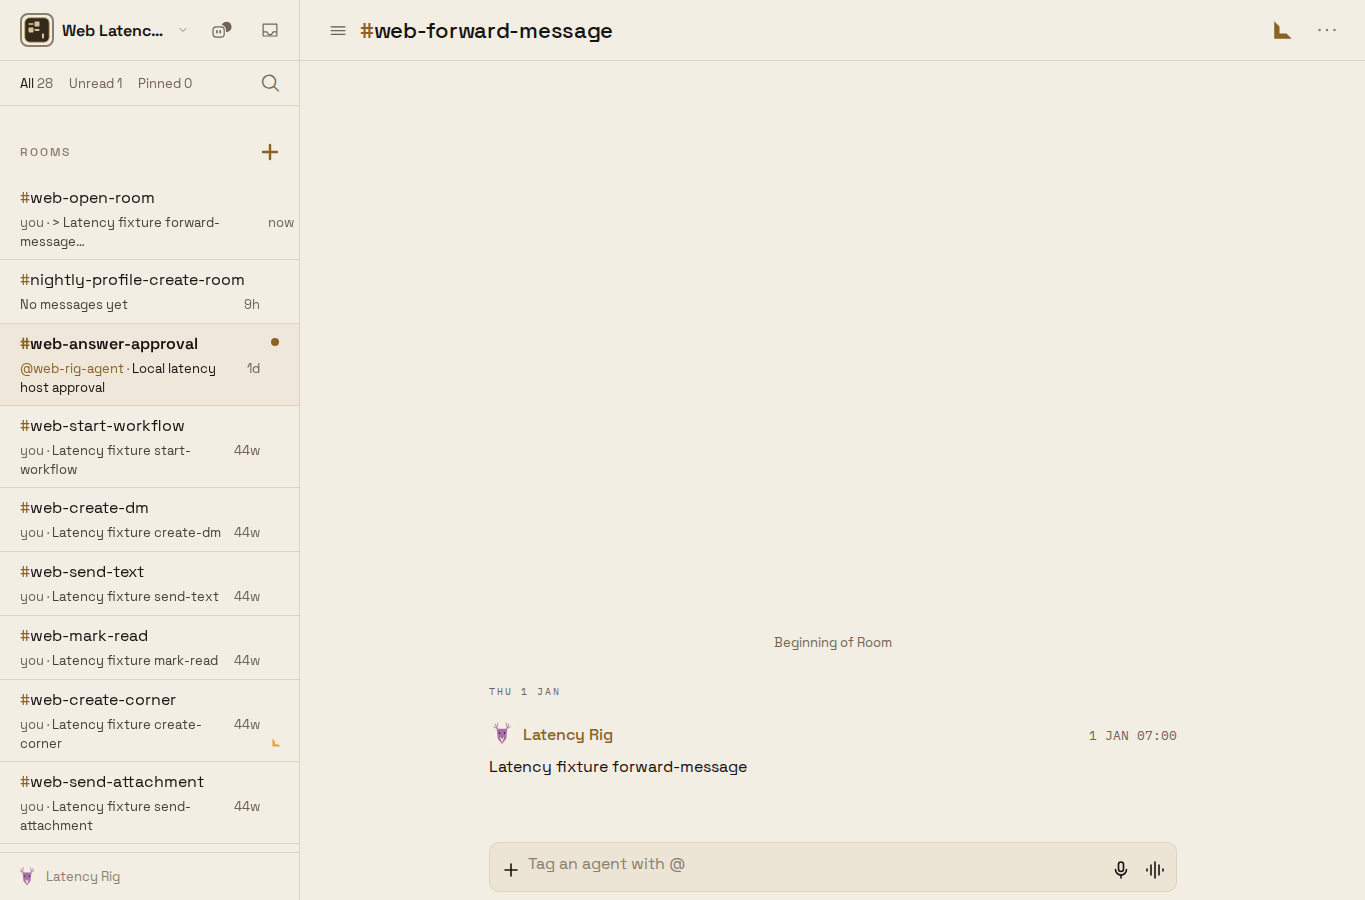 Web Latenc...
All 28 Unread 1 Pinned 0
ROOMS
#web-open-room
you · > Latency fixture forward- now
message...
#nightly-profile-create-room
No messages yet 9h
#web-answer-approval
@web-rig-agent · Local latency 1d
host approval
#web-start-workflow
you · Latency fixture start- 44w
workflow
#web-create-dm
you · Latency fixture create-dm 44w
#web-send-text
you · Latency fixture send-text 44w
#web-mark-read
you · Latency fixture mark-read 44w
#web-create-corner
you · Latency fixture create- 44w
corner
#web-send-attachment
you · Latency fixture send- 44w
attachment
Latency Rig
#web-forward-message
Beginning of Room
THU 1 JAN
Latency Rig 1 JAN 07:00
Latency fixture forward-message
Tag an agent with @